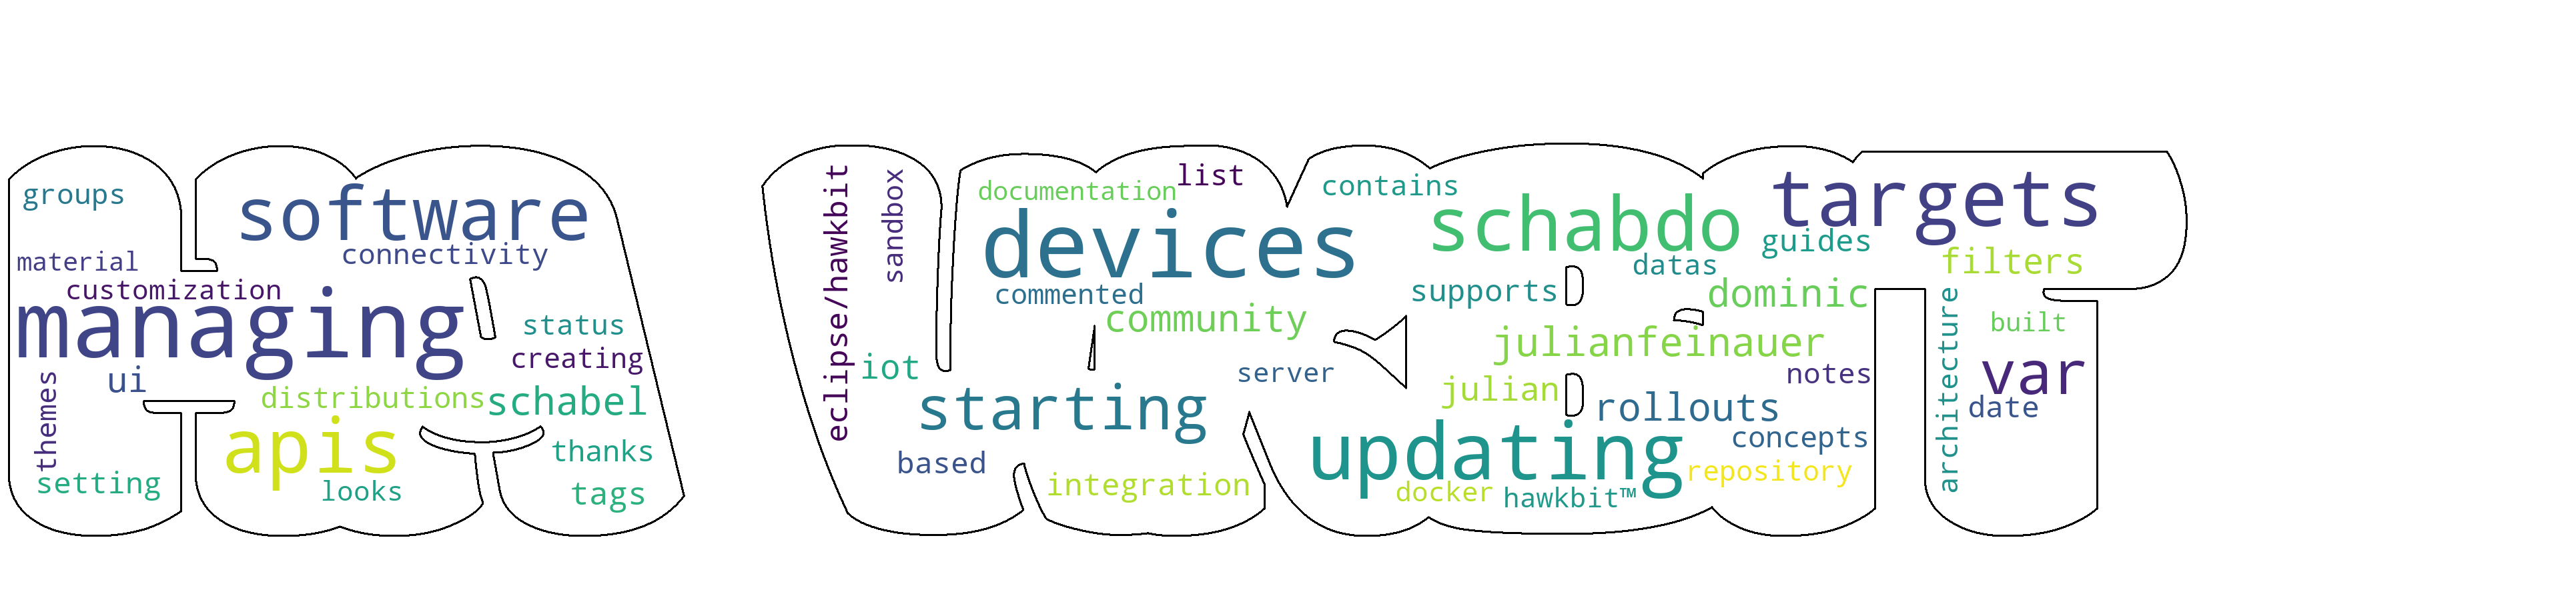 groups
software
connectivity
material
customization
managing
status
creating
ui
themes
distributions
schabel
apis
thanks
setting
looks
tags
eclipse/hawkbit
sandbox
documentation
list
contains
devices
schabdo
targets
guides
datas
filters
commented
supports
dominic
community
architecture
built
julianfeinauer
iot
server
notes
var
julian
starting
rollouts
date
updating
concepts
based
repository
integration
docker
hawkbit™